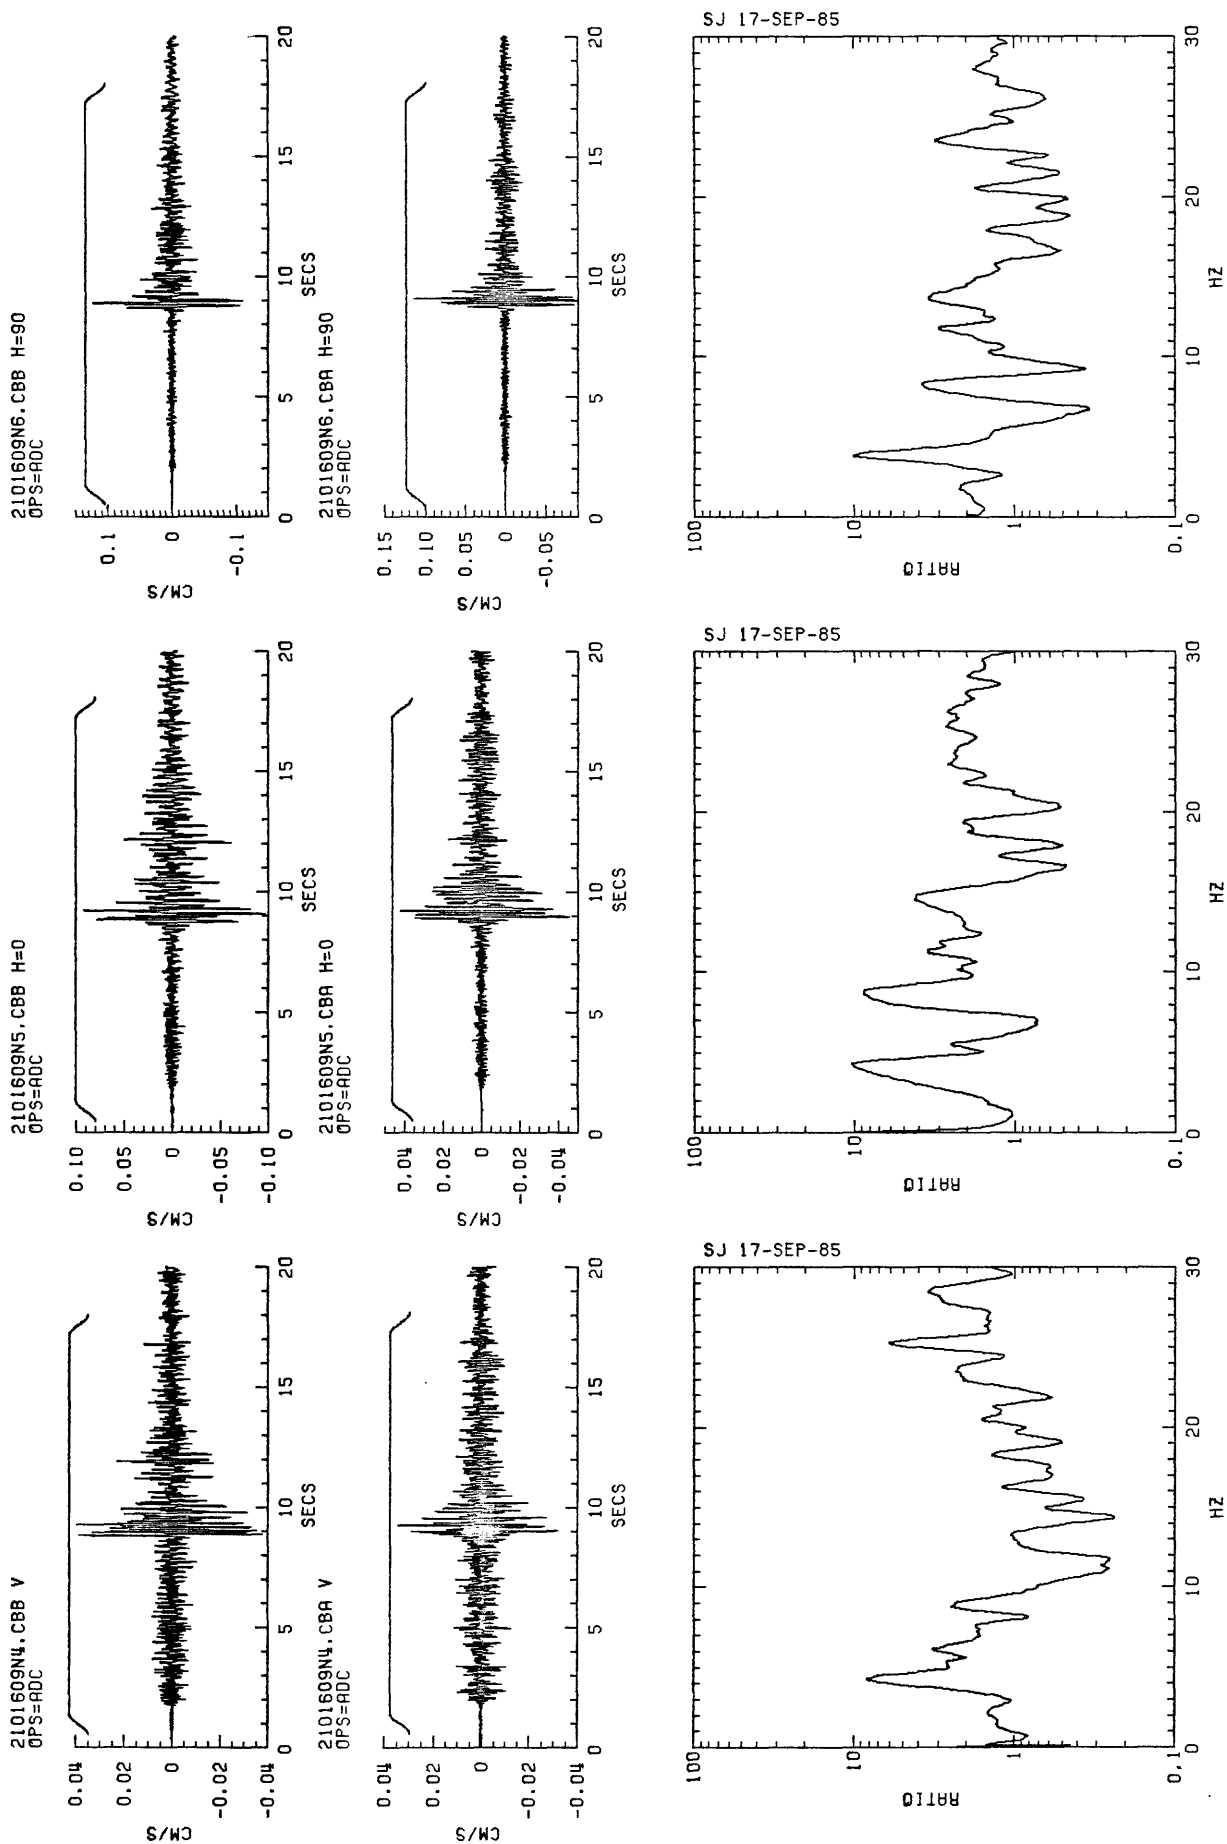 2101609N4.CBB V
OPS=ADC
CM/S
0.04
0.02
0
-0.02
-0.04
0
5
10
15
20
SECS
2101609N4.CBA V
OPS=ADC
CM/S
0.04
0.02
0
-0.02
-0.04
0
5
10
15
20
SECS
SJ 17-SEP-85
RATIO
100
10
1
0.1
10
20
30
HZ
2101609N5.CBB H=0
OPS=ADC
CM/S
0.10
0.05
0
-0.05
-0.10
0
5
10
15
20
SECS
2101609N5.CBA H=0
OPS=ADC
CM/S
0.04
0.02
0
-0.02
-0.04
0
5
10
15
20
SECS
SJ 17-SEP-85
RATIO
100
10
1
0.1
10
20
30
HZ
2101609N6.CBB H=90
OPS=ADC
CM/S
0.1
0
-0.1
0
5
10
15
20
SECS
2101609N6.CBA H=90
OPS=ADC
CM/S
0.15
0.10
0.05
0
-0.05
0
5
10
15
20
SECS
SJ 17-SEP-85
RATIO
100
10
1
0.1
10
20
30
HZ